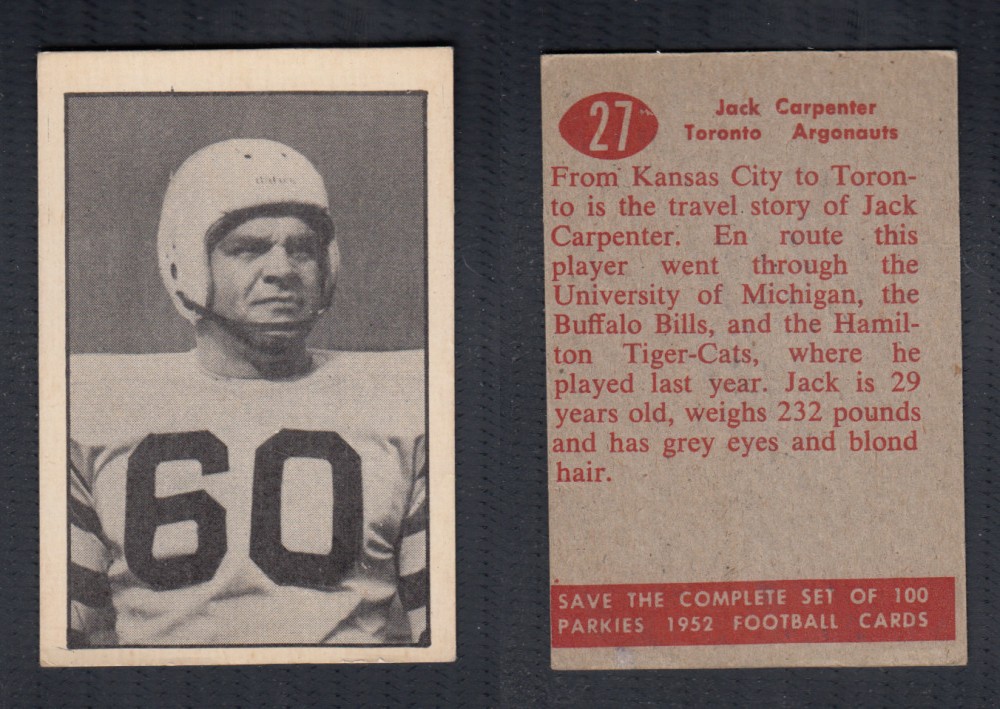 60
27
Jack Carpenter
Toronto Argonauts
From Kansas City to Toron-
to is the travel story of Jack
Carpenter. En route this
player went through the
University of Michigan, the
Buffalo Bills, and the Hamil-
ton Tiger-Cats, where he
played last year. Jack is 29
years old, weighs 232 pounds
and has grey eyes and blond
hair.
SAVE THE COMPLETE SET OF 100
PARKIES 1952 FOOTBALL CARDS